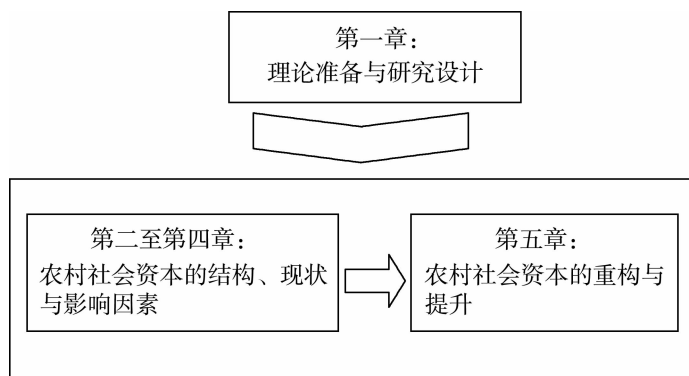 第一章：
理论准备与研究设计
第二至第四章：
农村社会资本的结构、现状
与影响因素
第五章：
农村社会资本的重构与
提升